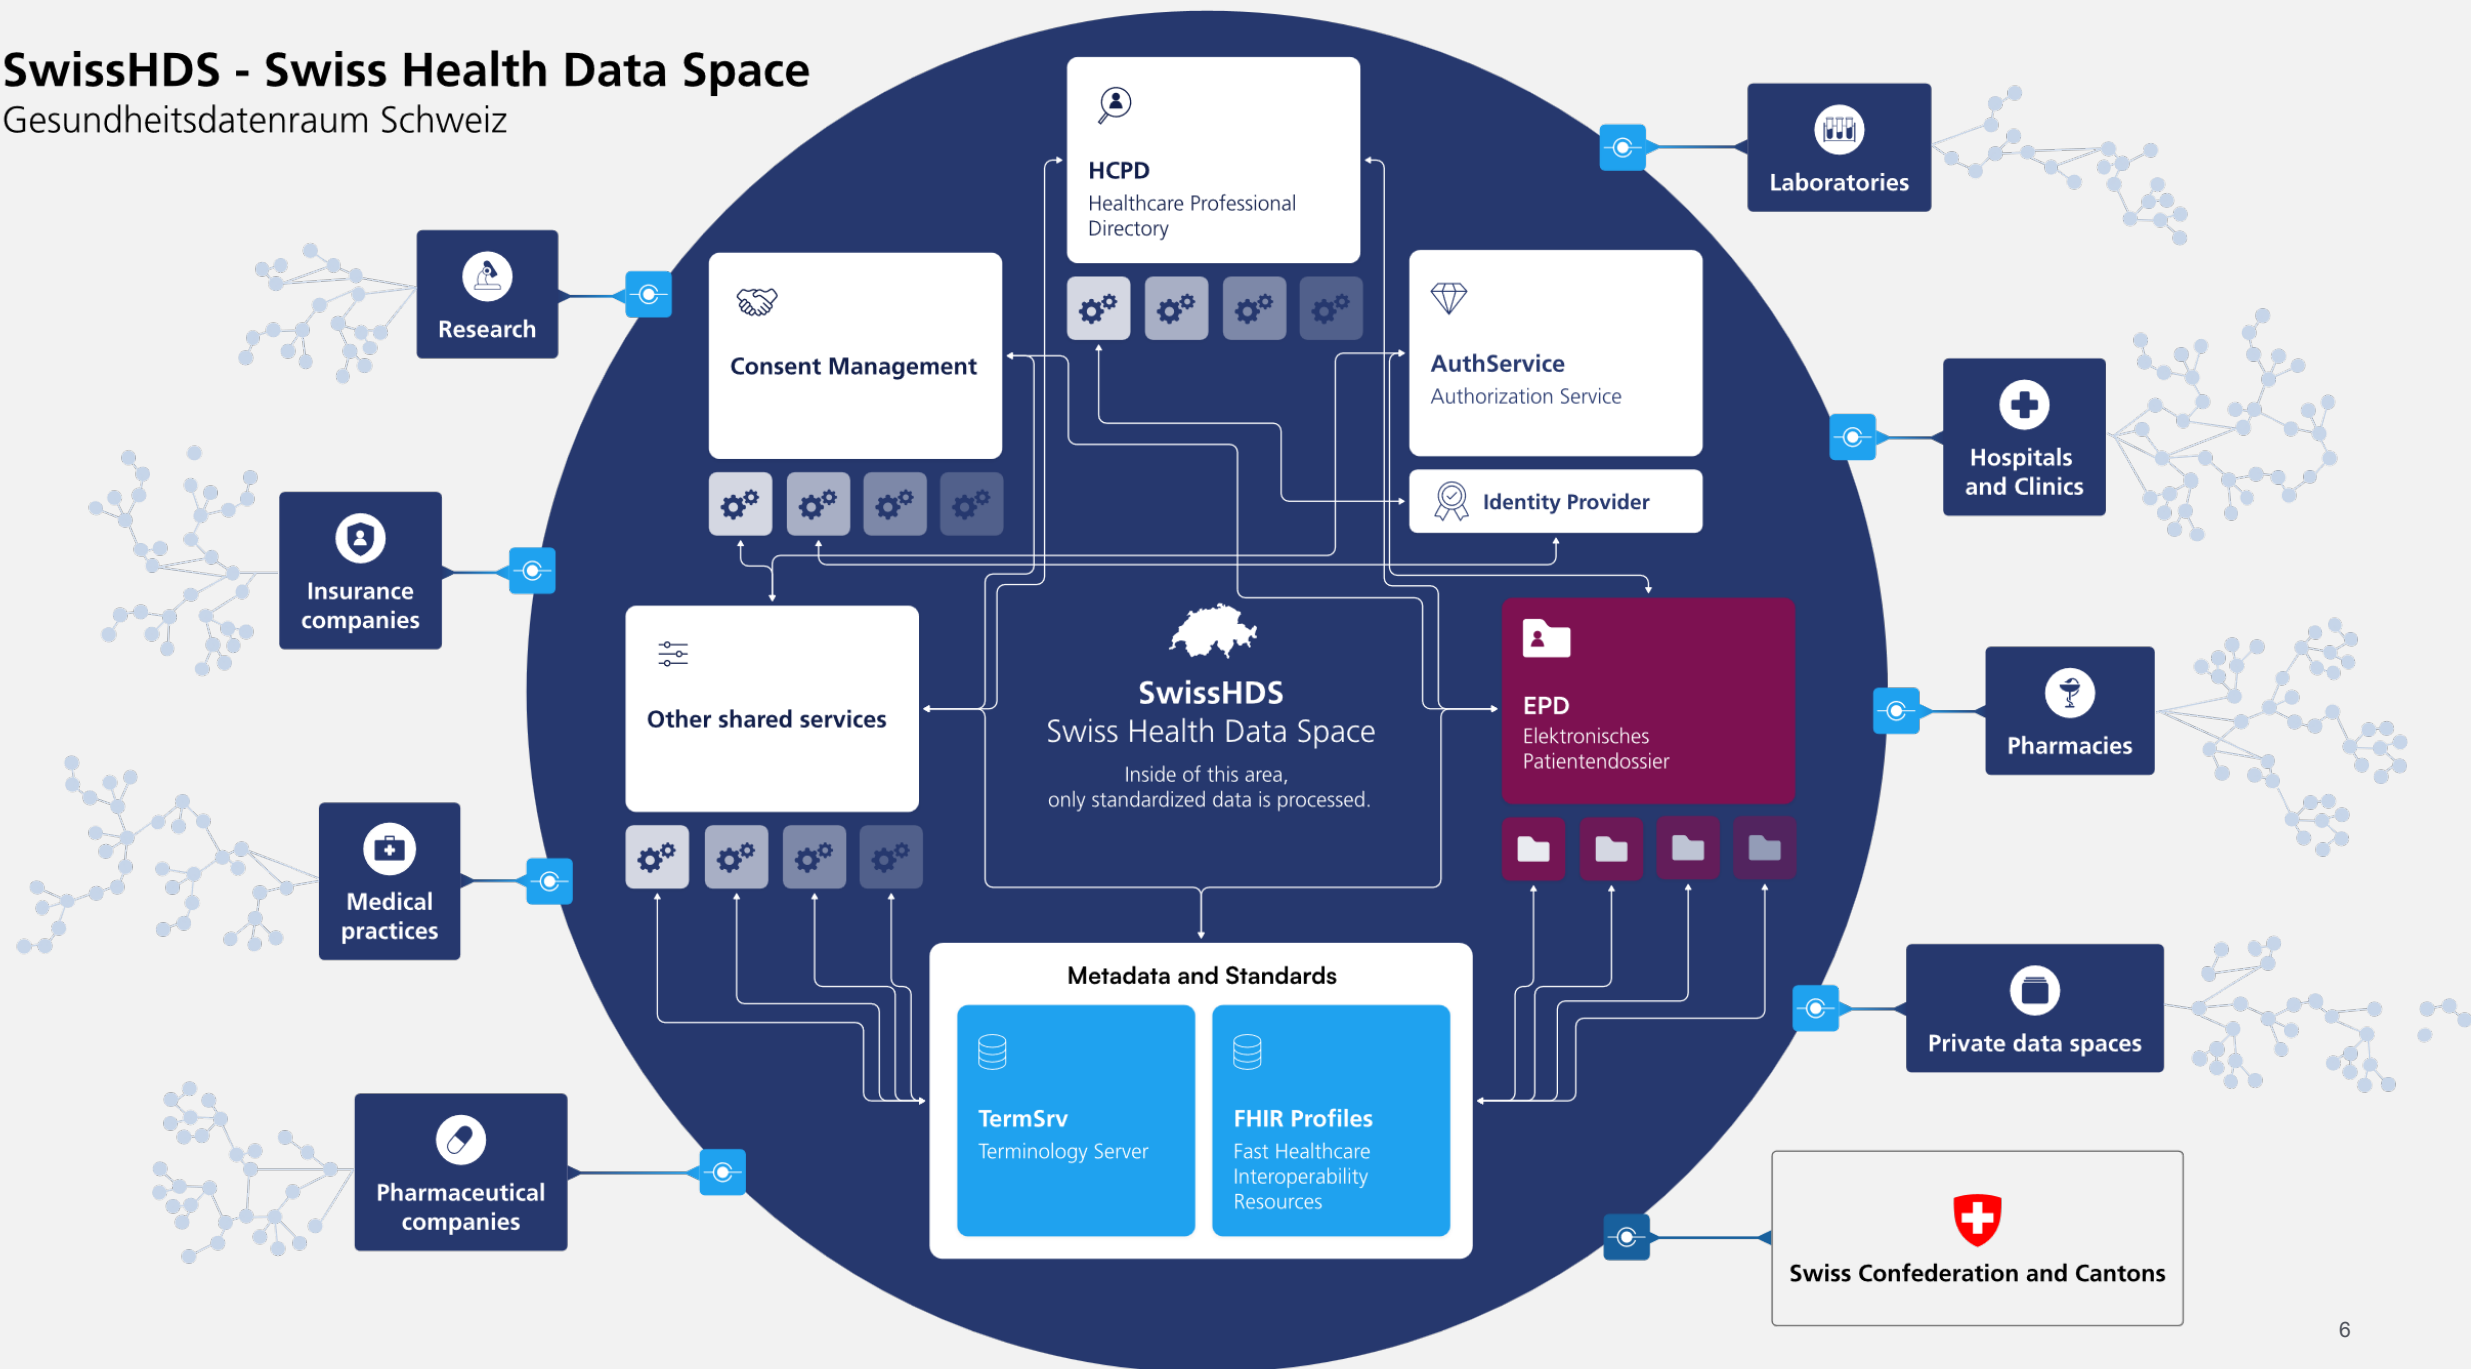 SwissHDS - Swiss Health Data Space
Gesundheitsdatenraum Schweiz
HCPD
Healthcare Professional
Directory
Consent Management
AuthService
Authorization Service
Identity Provider
Other shared services
SwissHDS
Swiss Health Data Space
Inside of this area,
only standardized data is processed.
EPD
Elektronisches
Patientendossier
Metadata and Standards
TermSrv
Terminology Server
FHIR Profiles
Fast Healthcare
Interoperability
Resources
Research
Insurance
companies
Medical
practices
Pharmaceutical
companies
Laboratories
Hospitals
and Clinics
Pharmacies
Private data spaces
Swiss Confederation and Cantons
6